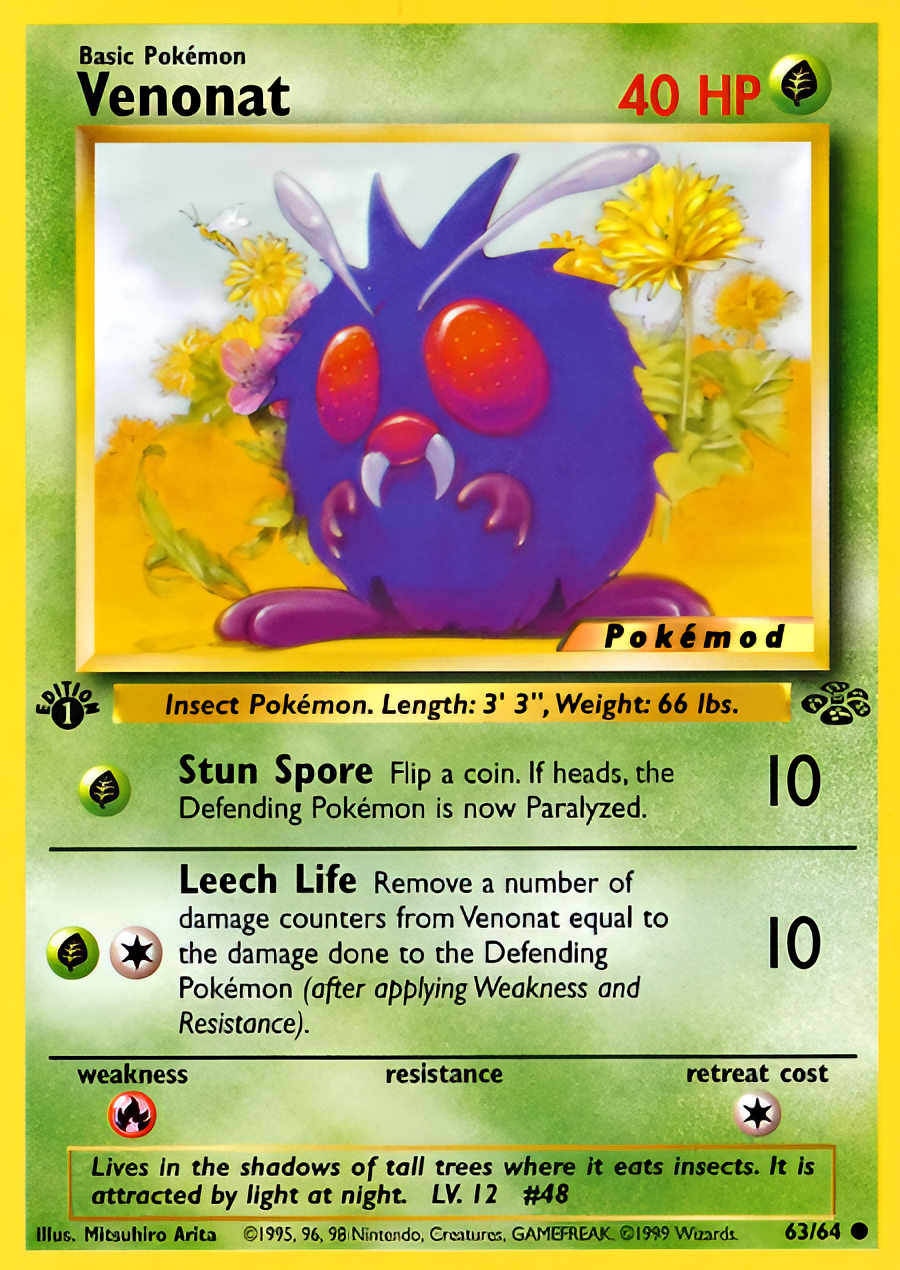 Basic Pokémon
Venonat
40 HP
Pokémod
EDITION
1
Insect Pokémon. Length: 3' 3", Weight: 66 lbs.
Stun Spore Flip a coin. If heads, the
Defending Pokémon is now Paralyzed.
10
Leech Life Remove a number of
damage counters from Venonat equal to
the damage done to the Defending
Pokémon (after applying Weakness and
Resistance).
10
weakness
resistance
retreat cost
Lives in the shadows of tall trees where it eats insects. It is
attracted by light at night. LV. 12 #48
Illus. Mitsuhiro Arita ©1995, 96, 98 Nintendo, Creatures, GAMEFREAK. ©1999 Wizards. 63/64